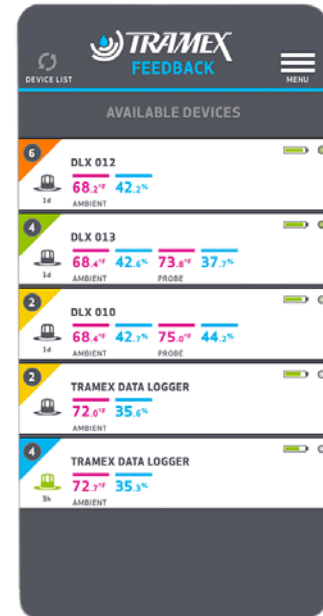 TRAMEX
FEEDBACK
DEVICE LIST
MENU
AVAILABLE DEVICES
6
DLX 012
68.2°F 42.2%
1d
AMBIENT
4
DLX 013
68.4°F 42.6% 73.8°F 37.7%
1d
AMBIENT PROBE
2
DLX 010
68.4°F 42.7% 75.0°F 44.2%
1d
AMBIENT PROBE
2
TRAMEX DATA LOGGER
72.0°F 35.6%
AMBIENT
4
TRAMEX DATA LOGGER
72.7°F 35.3%
3h
AMBIENT